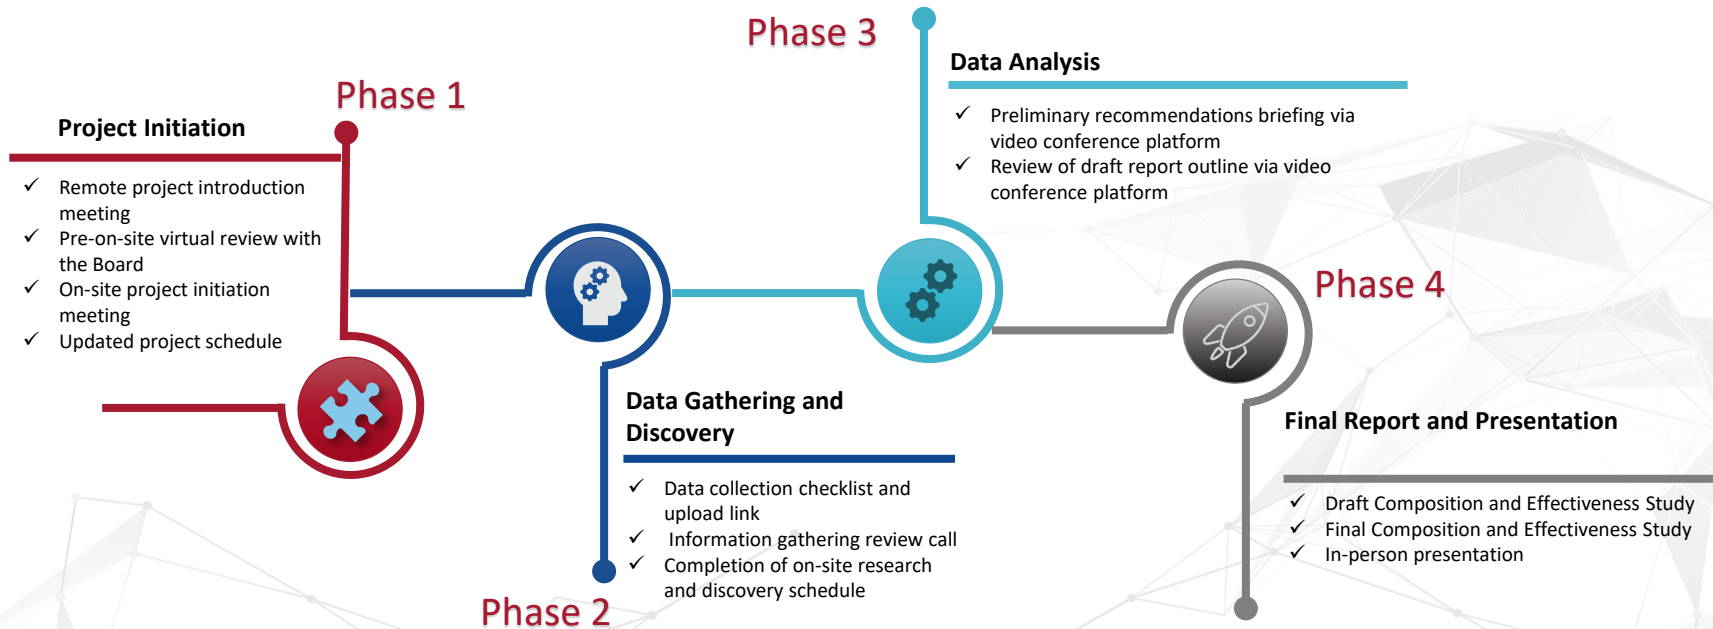 Phase 1
Project Initiation
✓ Remote project introduction
meeting
✓ Pre-on-site virtual review with
the Board
✓ On-site project initiation
meeting
✓ Updated project schedule
Phase 2
Data Gathering and
Discovery
✓ Data collection checklist and
upload link
✓ Information gathering review call
✓ Completion of on-site research
and discovery schedule
Phase 3
Data Analysis
✓ Preliminary recommendations briefing via
video conference platform
✓ Review of draft report outline via video
conference platform
Phase 4
Final Report and Presentation
✓ Draft Composition and Effectiveness Study
✓ Final Composition and Effectiveness Study
✓ In-person presentation